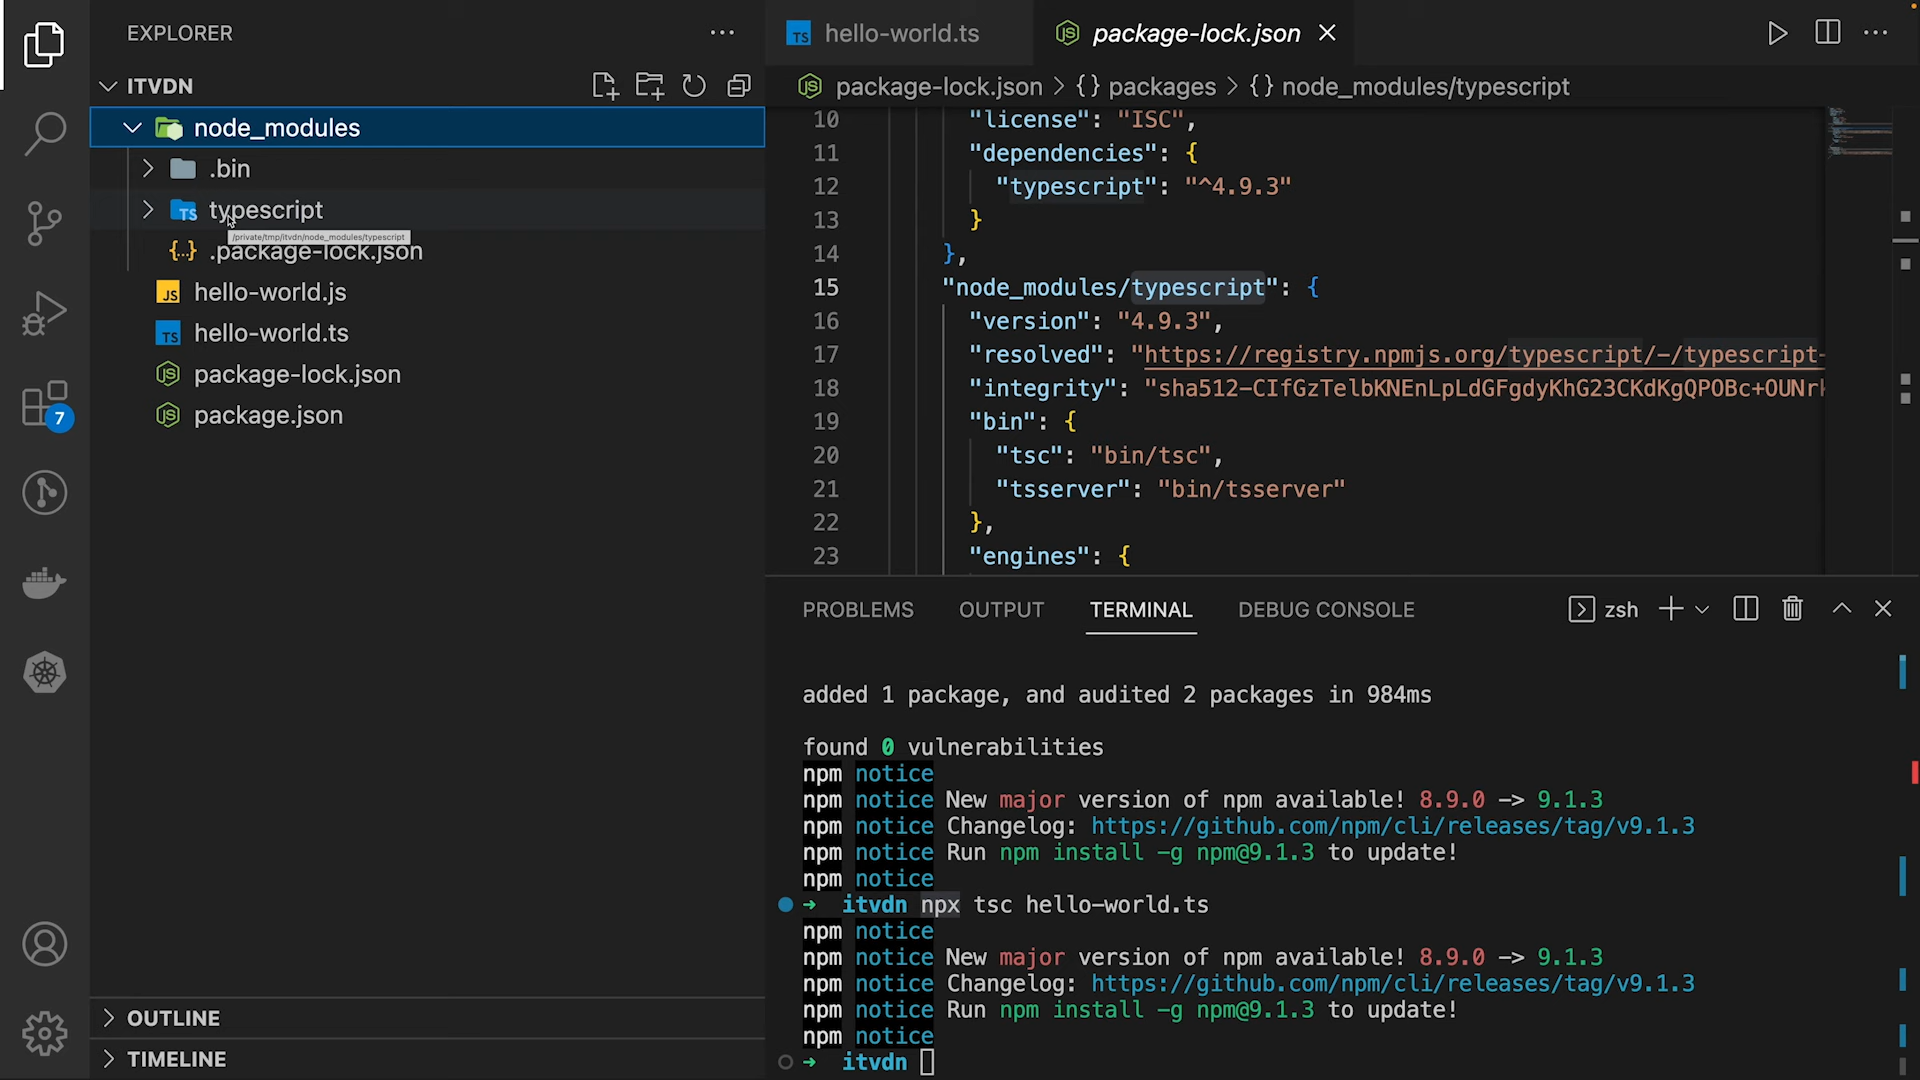 EXPLORER
ITVDN
node_modules
.bin
typescript
/private/tmp/itvdn/node_modules/typescript
.package-lock.json
hello-world.js
hello-world.ts
package-lock.json
package.json
7
OUTLINE
TIMELINE
hello-world.ts
package-lock.json
package-lock.json > {} packages > {} node_modules/typescript
10 "license": "ISC",
11 "dependencies": {
12 "typescript": "^4.9.3"
13 }
14 },
15 "node_modules/typescript": {
16 "version": "4.9.3",
17 "resolved": "https://registry.npmjs.org/typescript/-/typescript-
18 "integrity": "sha512-CIfGzTelbKNEnLpLdGFgdyKhG23CKdKgQPOBc+OUNrk
19 "bin": {
20 "tsc": "bin/tsc",
21 "tsserver": "bin/tsserver"
22 },
23 "engines": {
PROBLEMS OUTPUT TERMINAL DEBUG CONSOLE zsh
added 1 package, and audited 2 packages in 984ms
found 0 vulnerabilities
npm notice
npm notice New major version of npm available! 8.9.0 -> 9.1.3
npm notice Changelog: https://github.com/npm/cli/releases/tag/v9.1.3
npm notice Run npm install -g npm@9.1.3 to update!
npm notice
➜ itvdn npx tsc hello-world.ts
npm notice
npm notice New major version of npm available! 8.9.0 -> 9.1.3
npm notice Changelog: https://github.com/npm/cli/releases/tag/v9.1.3
npm notice Run npm install -g npm@9.1.3 to update!
npm notice
➜ itvdn